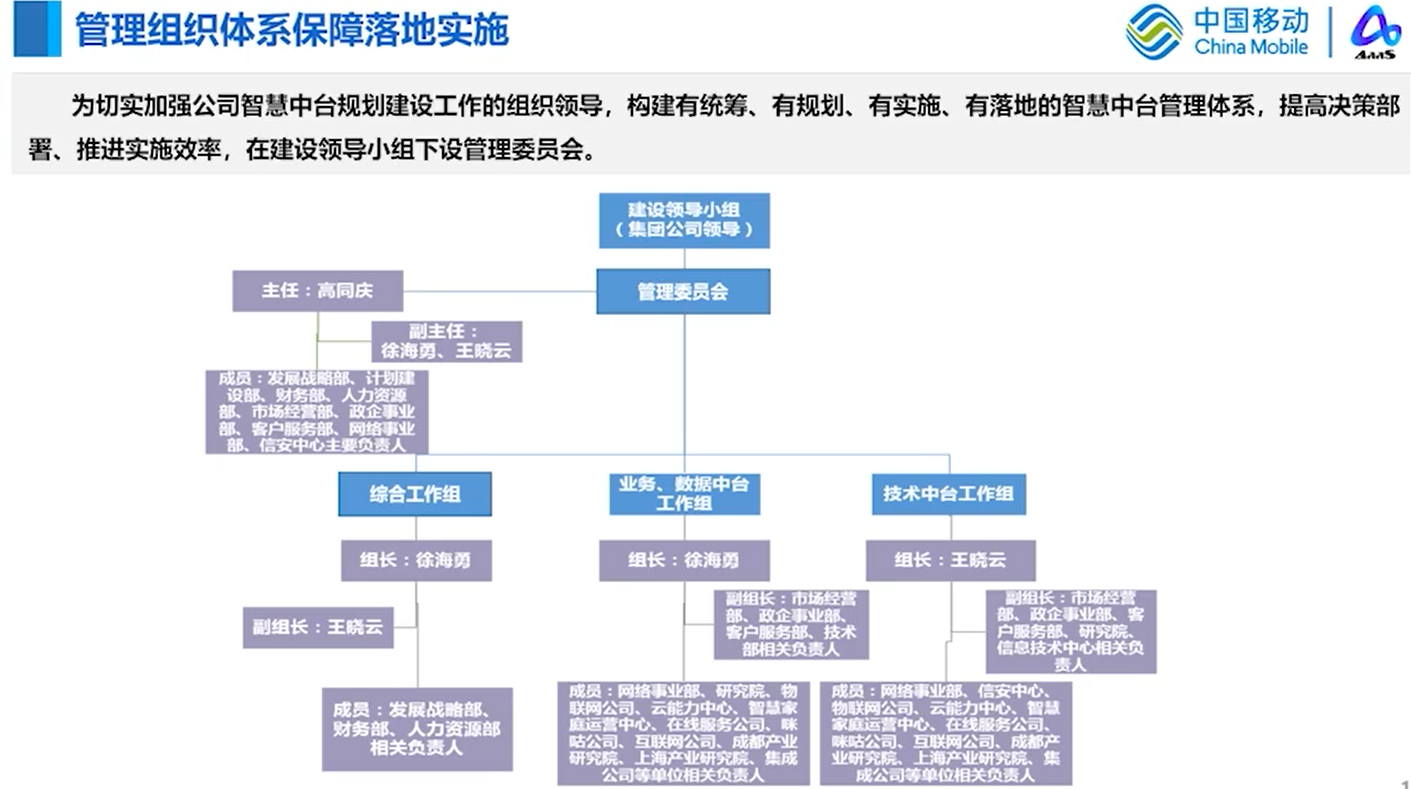 管理组织体系保障落地实施
中国移动
China Mobile
AaaS
为切实加强公司智慧中台规划建设工作的组织领导，构建有统筹、有规划、有实施、有落地的智慧中台管理体系，提高决策部
署、推进实施效率，在建设领导小组下设管理委员会。
建设领导小组
（集团公司领导）
管理委员会
主任：高同庆
副主任：
徐海勇、王晓云
成员：发展战略部、计划建
设部、财务部、人力资源
部、市场经营部、政企事业
部、客户服务部、网络事业
部、信安中心主要负责人
综合工作组
组长：徐海勇
副组长：王晓云
成员：发展战略部、
财务部、人力资源部
相关负责人
业务、数据中台
工作组
组长：徐海勇
副组长：市场经营
部、政企事业部、
客户服务部、技术
部相关负责人
成员：网络事业部、研究院、物
联网公司、云能力中心、智慧家
庭运营中心、在线服务公司、咪
咕公司、互联网公司、成都产业
研究院、上海产业研究院、集成
公司等单位相关负责人
技术中台工作组
组长：王晓云
副组长：市场经营
部、政企事业部、客
户服务部、研究院、
信息技术中心相关负
责人
成员：网络事业部、信安中心、
物联网公司、云能力中心、智慧
家庭运营中心、在线服务公司、
咪咕公司、互联网公司、成都产
业研究院、上海产业研究院、集
成公司等单位相关负责人
1